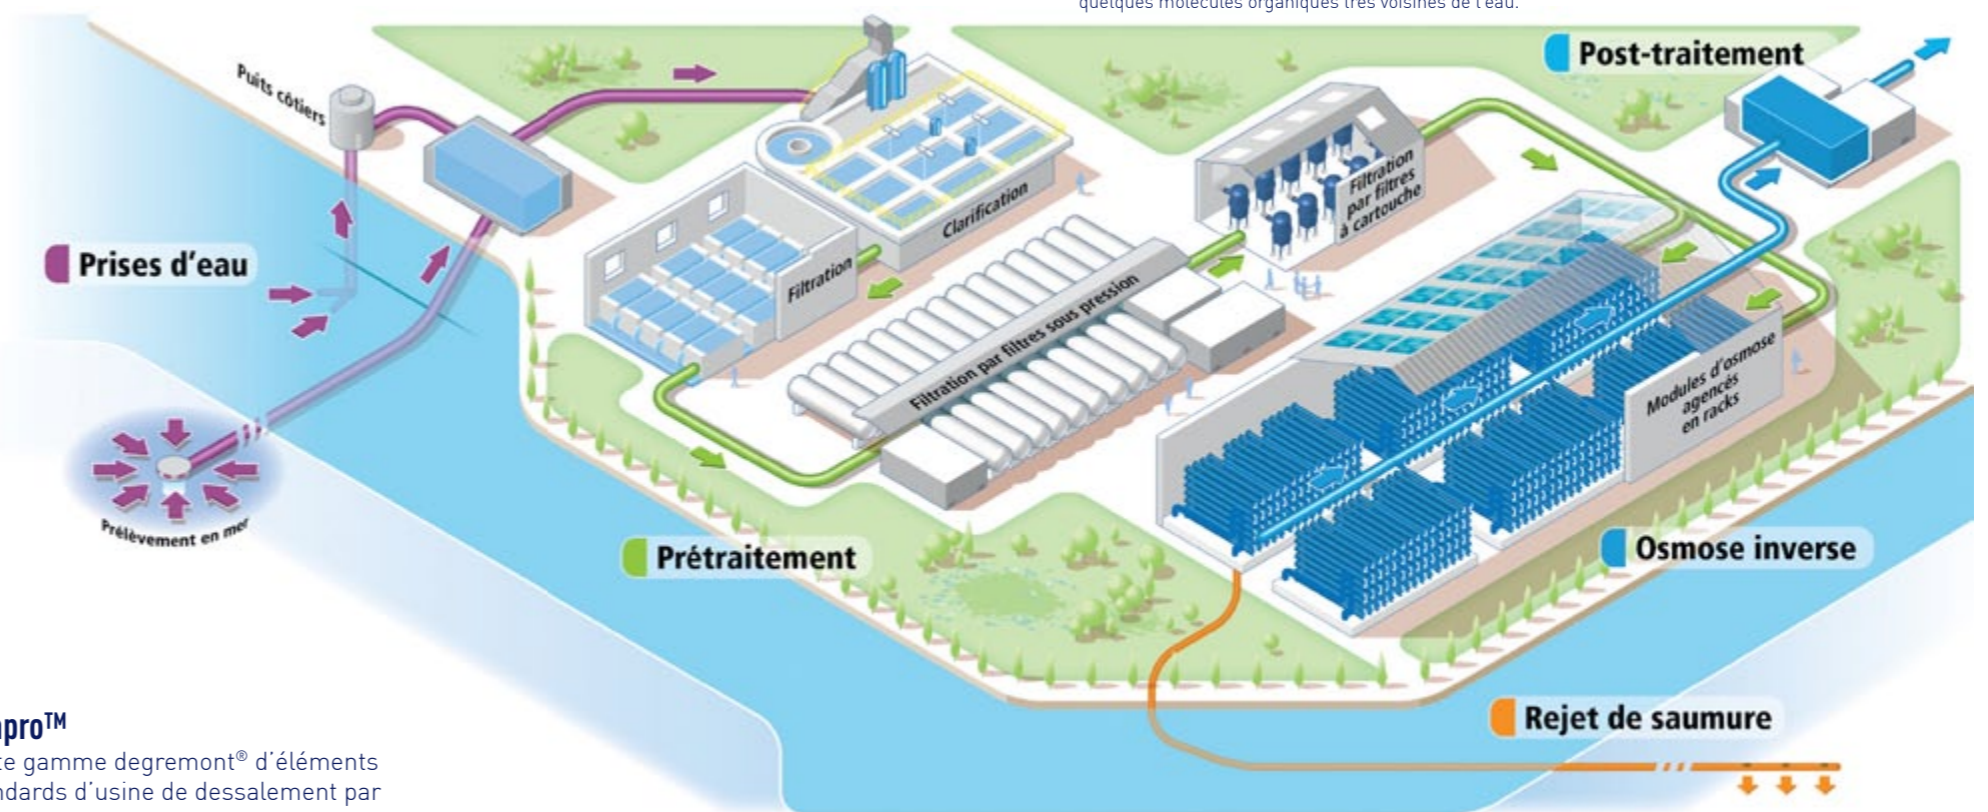 quelques molécules organiques très voisines de l'eau.
Post-traitement
Puits côtiers
Prises d'eau
Clarification
Filtration
Filtration
par filtres
à cartouche
Filtration par filtres sous pression
Modules d'osmose
agencés
en racks
Prélèvement en mer
Prétraitement
Osmose inverse
Rejet de saumure
pro™
gamme degremont® d'éléments
d'usine de dessalement par